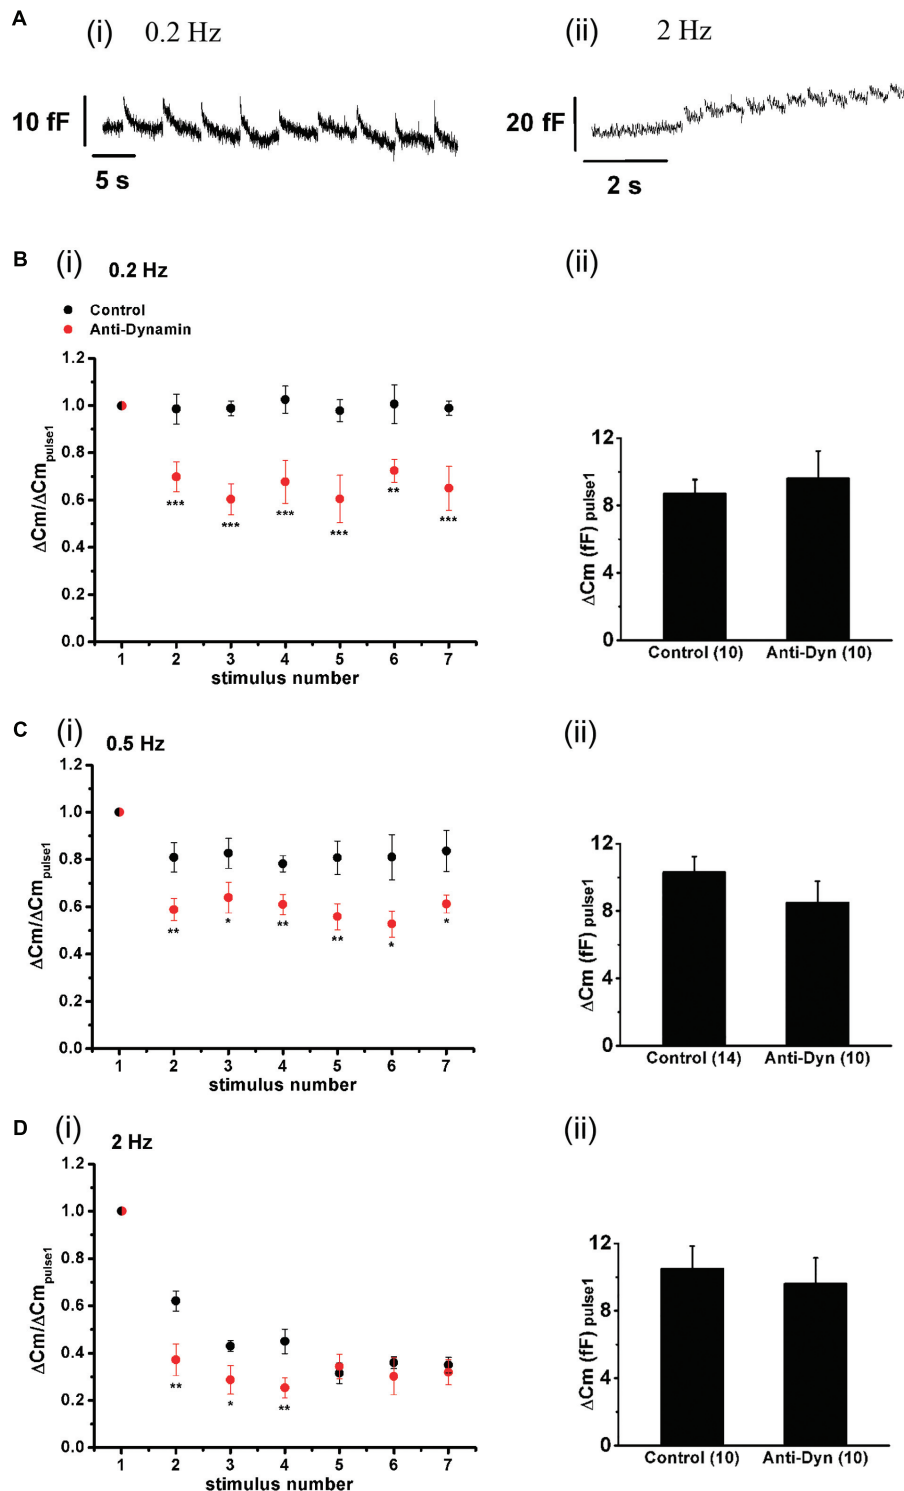 A
(i) 0.2 Hz
(ii) 2 Hz
10 fF
5 s
20 fF
2 s
B (i) 0.2 Hz
(ii)
Control
Anti-Dynamin
1.2
1.0
0.8
0.6
0.4
0.2
0.0
ΔCm/ΔCm pulse1
***
***
***
***
**
***
1 2 3 4 5 6 7
stimulus number
12
8
4
0
ΔCm (fF) pulse1
Control (10) Anti-Dyn (10)
C (i) 0.5 Hz
(ii)
1.2
1.0
0.8
0.6
0.4
0.2
0.0
ΔCm/ΔCm pulse1
**
*
**
**
*
*
1 2 3 4 5 6 7
stimulus number
12
8
4
0
ΔCm (fF) pulse1
Control (14) Anti-Dyn (10)
D (i) 2 Hz
(ii)
1.2
1.0
0.8
0.6
0.4
0.2
0.0
ΔCm/ΔCm pulse1
**
*
**
1 2 3 4 5 6 7
stimulus number
12
8
4
0
ΔCm (fF) pulse1
Control (10) Anti-Dyn (10)